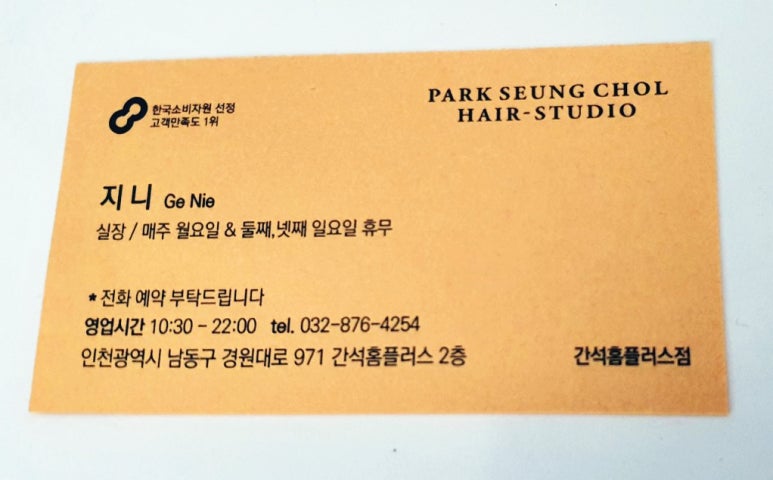 한국소비자원 선정
고객만족도 1위
PARK SEUNG CHOL
HAIR-STUDIO
지니 Ge Nie
실장 / 매주 월요일 & 둘째,넷째 일요일 휴무
* 전화 예약 부탁드립니다
영업시간 10:30 - 22:00 tel. 032-876-4254
인천광역시 남동구 경원대로 971 간석홈플러스 2층
간석홈플러스점